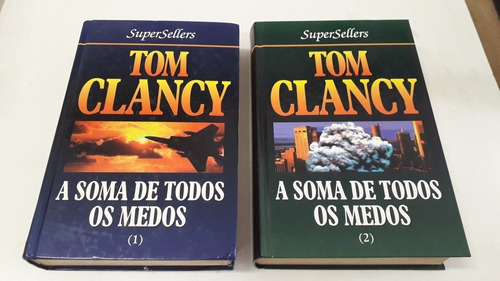 SuperSellers
TOM
CLANCY
A SOMA DE TODOS
OS MEDOS
(1)
SuperSellers
TOM
CLANCY
A SOMA DE TODOS
OS MEDOS
(2)